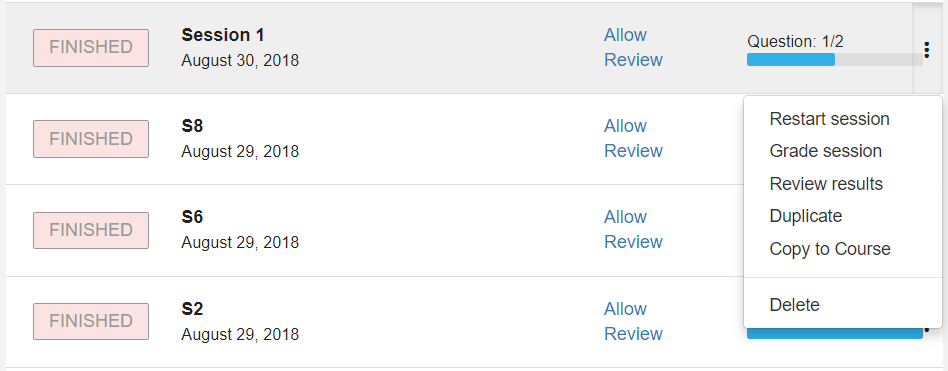 FINISHED
Session 1
August 30, 2018
Allow
Review
Question: 1/2
FINISHED
S8
August 29, 2018
Allow
Review
FINISHED
S6
August 29, 2018
Allow
Review
FINISHED
S2
August 29, 2018
Allow
Review
Restart session
Grade session
Review results
Duplicate
Copy to Course
Delete